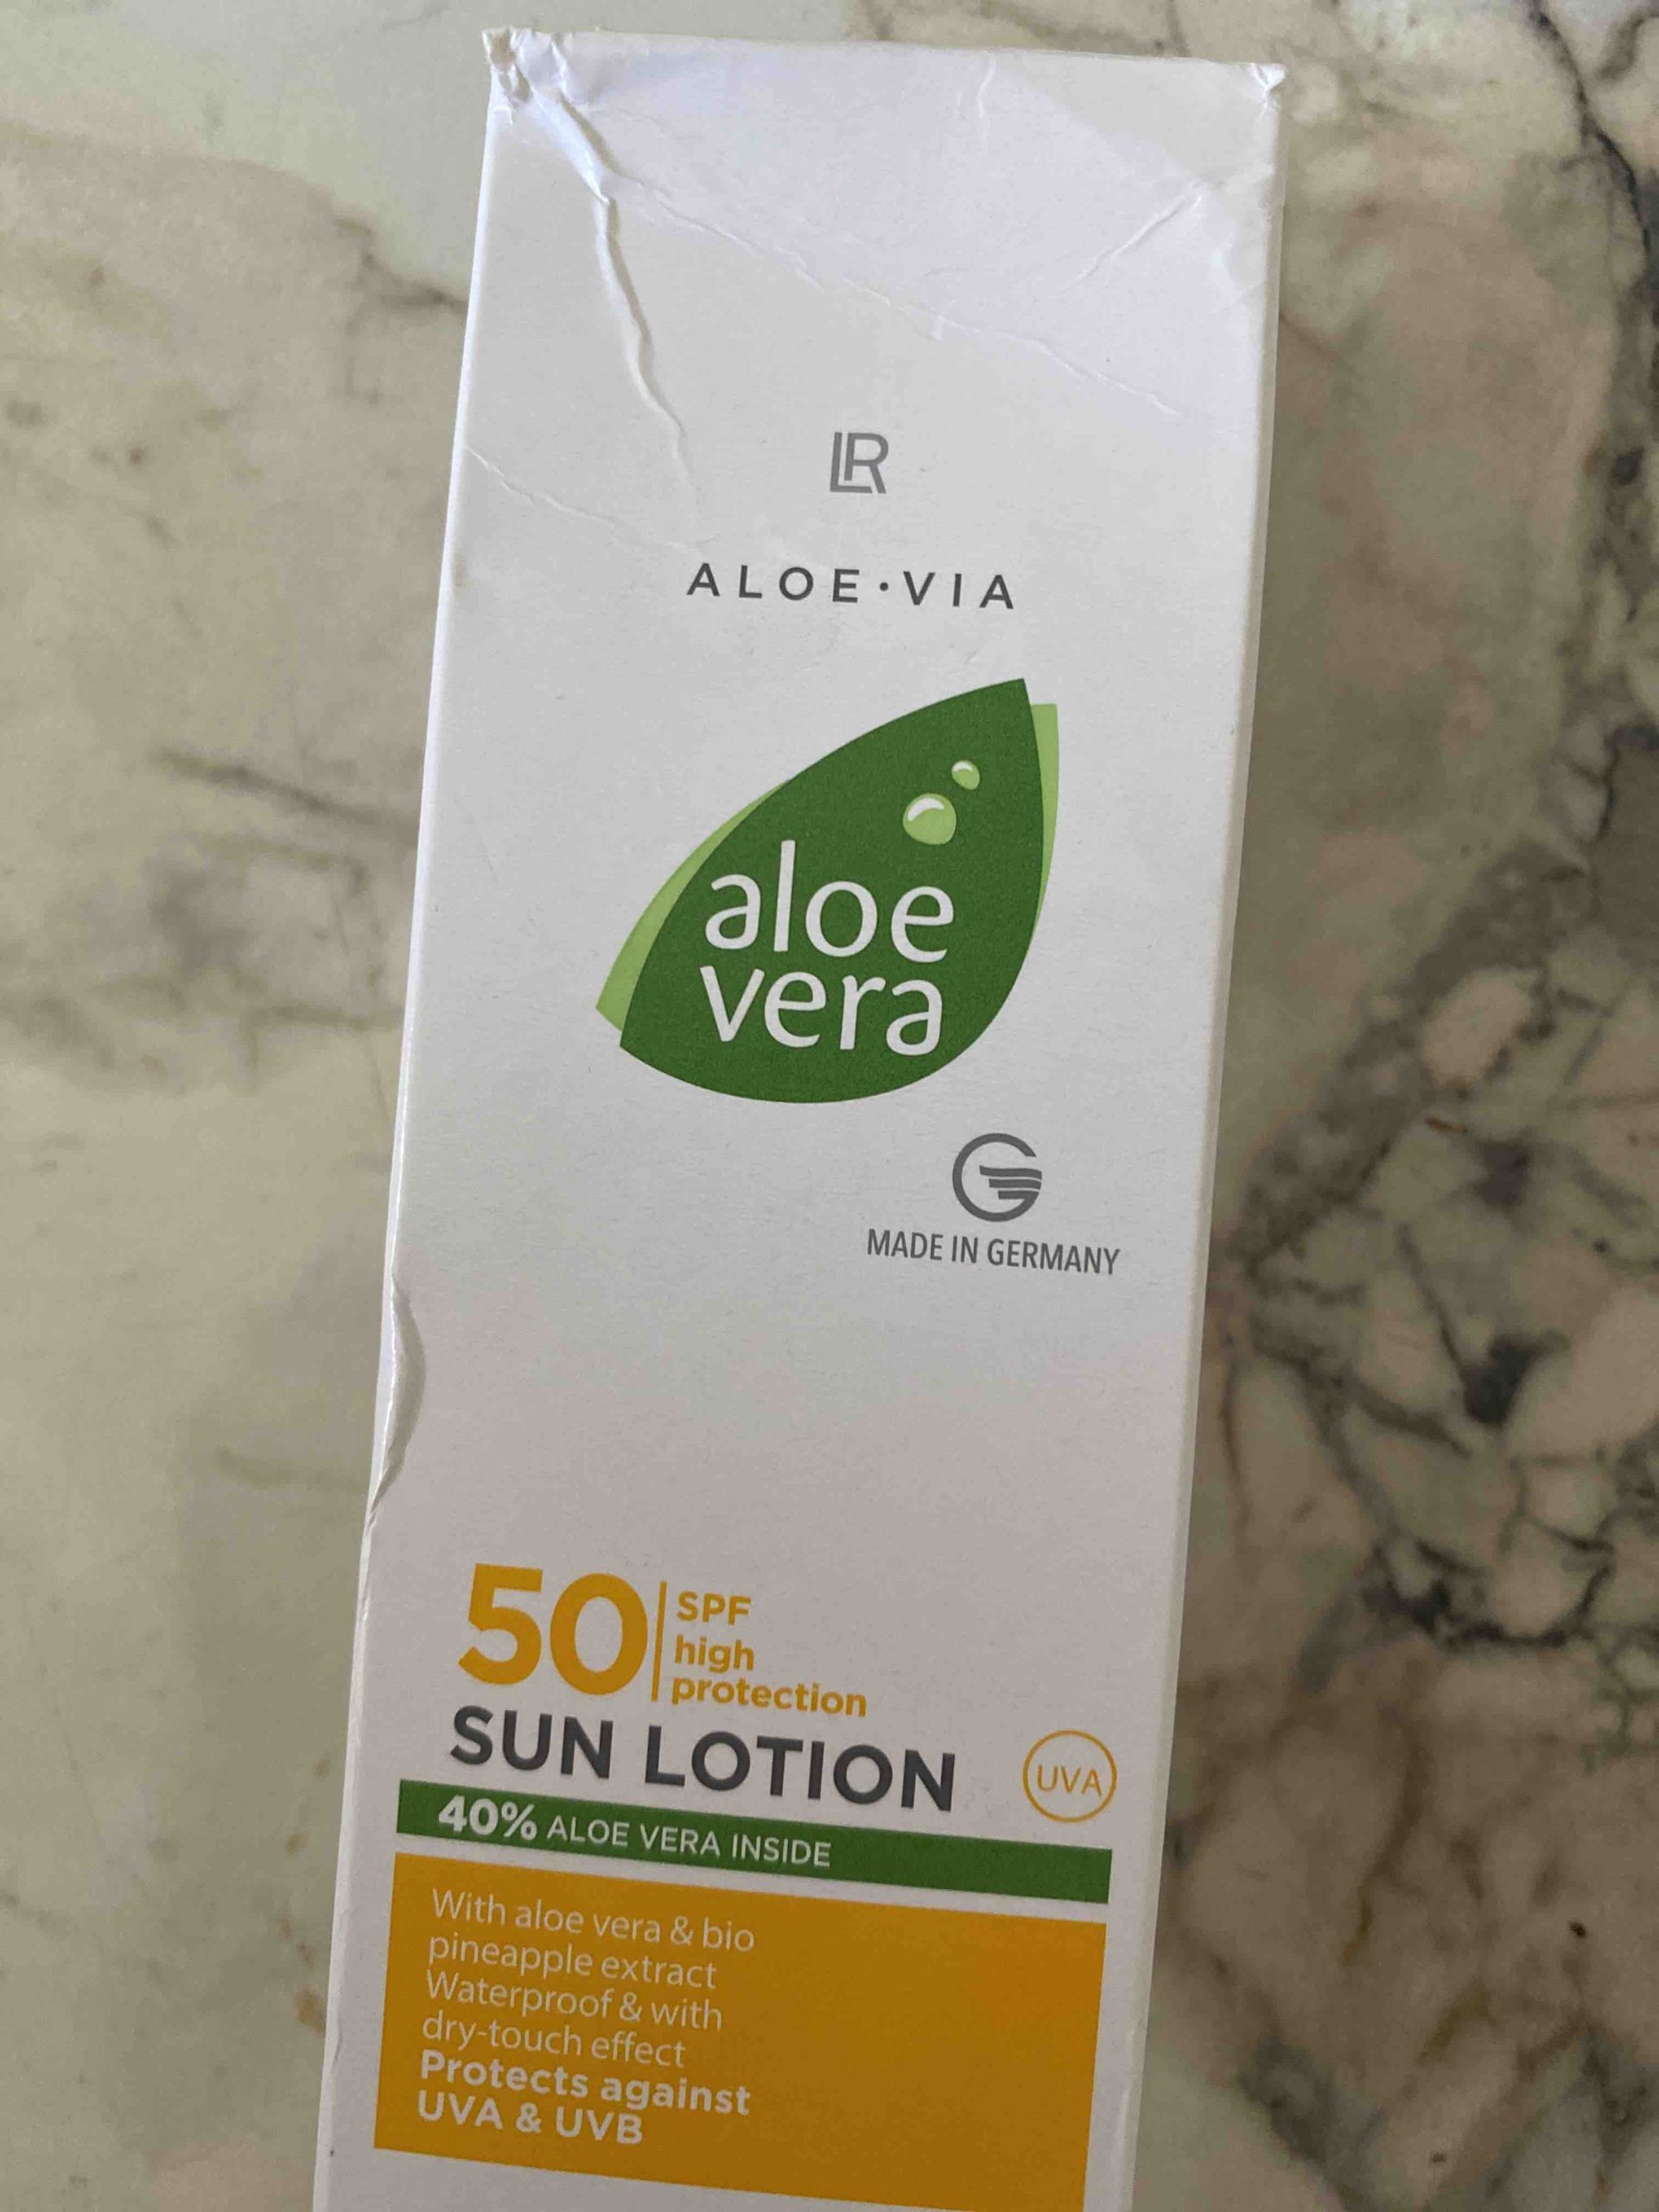 LR
ALOE·VIA
aloe
vera
MADE IN GERMANY
50
SPF
high
protection
SUN LOTION
UVA
40% ALOE VERA INSIDE
With aloe vera & bio
pineapple extract
Waterproof & with
dry-touch effect
Protects against
UVA & UVB